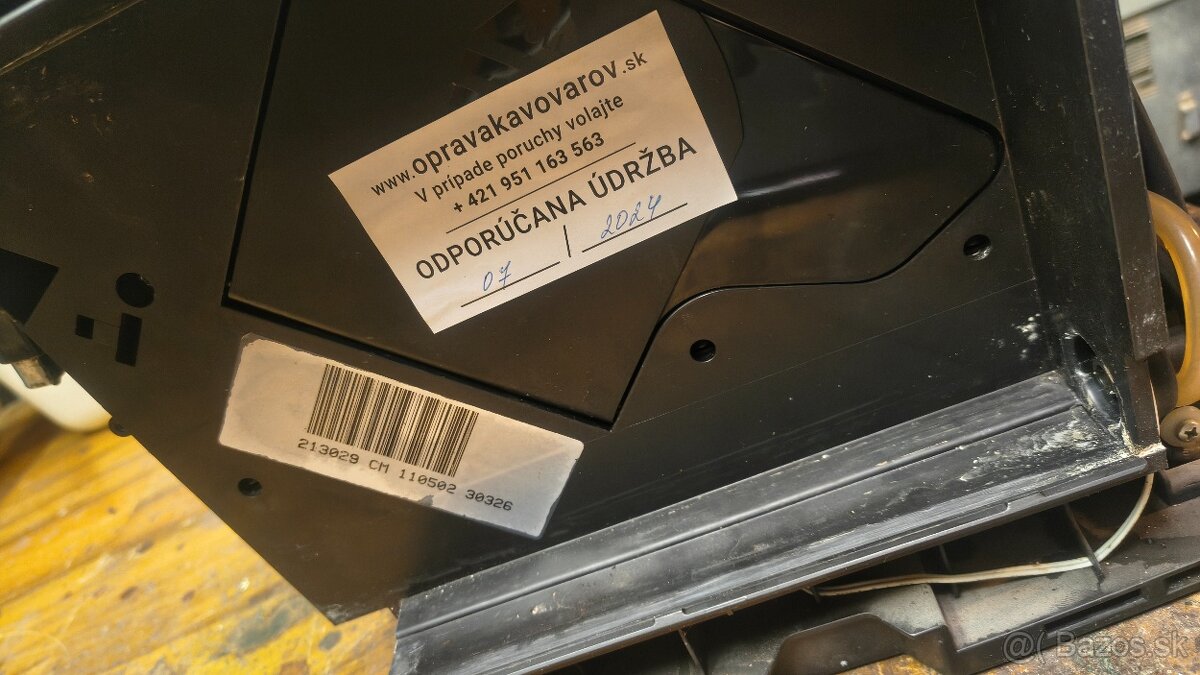 www.opravakavovarov.sk
V prípade poruchy volajte
+ 421 951 163 563
ODPORÚČANA ÚDRŽBA
07 / 2024
213029 CM 110502 30326
Bazos.sk